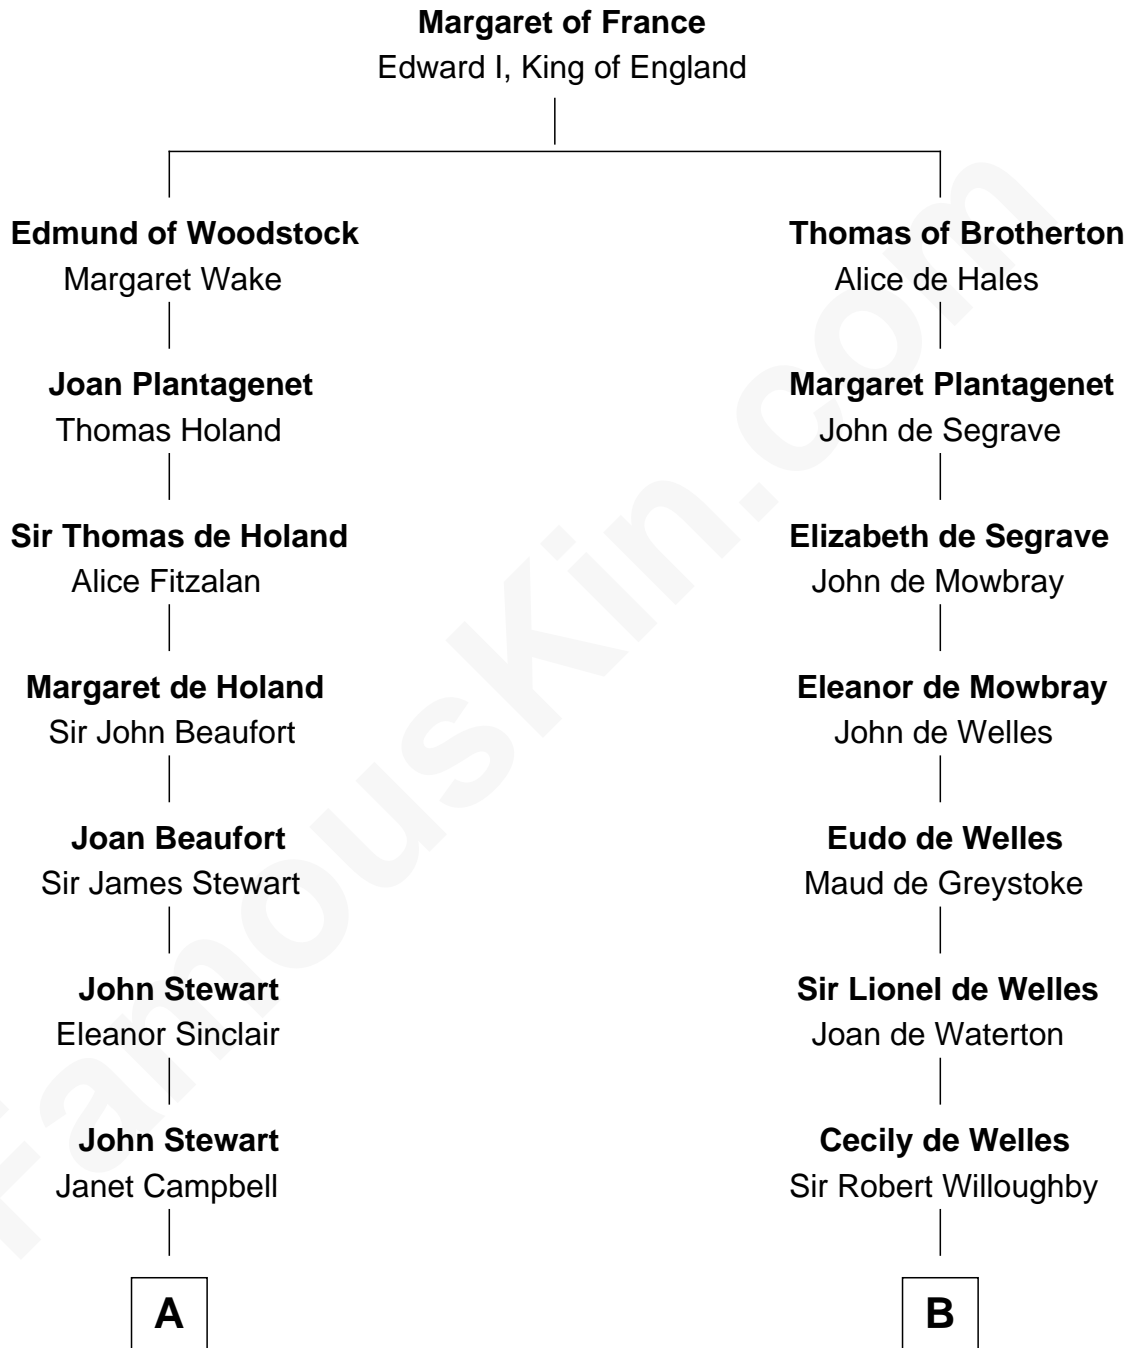 Margaret of France
Edward I, King of England
Edmund of Woodstock
Margaret Wake
Thomas of Brotherton
Alice de Hales
Joan Plantagenet
Thomas Holand
Margaret Plantagenet
John de Segrave
Sir Thomas de Holand
Alice Fitzalan
Elizabeth de Segrave
John de Mowbray
Margaret de Holand
Sir John Beaufort
Eleanor de Mowbray
John de Welles
Joan Beaufort
Sir James Stewart
Eudo de Welles
Maud de Greystoke
John Stewart
Eleanor Sinclair
Sir Lionel de Welles
Joan de Waterton
John Stewart
Janet Campbell
Cecily de Welles
Sir Robert Willoughby
A
B
FamousKin.com